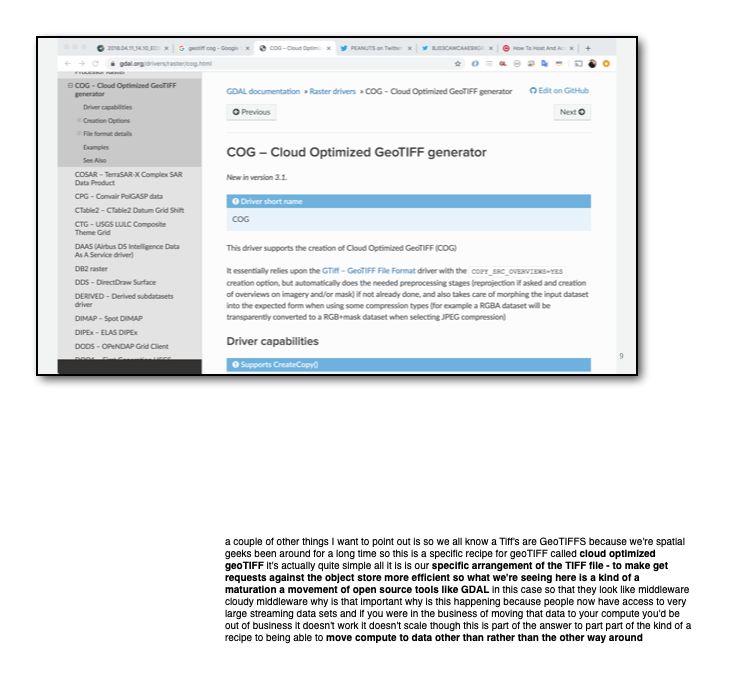 2018.04.11_14.10_ED
geotiff cog - Google
COG – Cloud Optimi
PEANUTS on Twitter
How To Host And Ac
gdal.org/drivers/raster/cog.html
Processor Raster
COG – Cloud Optimized GeoTIFF
generator
Driver capabilities
Creation Options
File format details
Examples
See Also
COSAR – TerraSAR-X Complex SAR
Data Product
CPG – Convair PolGASP data
CTable2 – CTable2 Datum Grid Shift
CTG – USGS LULC Composite
Theme Grid
DAAS (Airbus DS Intelligence Data
As A Service driver)
DB2 raster
DDS – DirectDraw Surface
DERIVED – Derived subdatasets
driver
DIMAP – Spot DIMAP
DIPEx – ELAS DIPEx
DODS – OPeNDAP Grid Client
GDAL documentation » Raster drivers » COG – Cloud Optimized GeoTIFF generator
Edit on GitHub
Previous
Next
COG – Cloud Optimized GeoTIFF generator
New in version 3.1.
Driver short name
COG
This driver supports the creation of Cloud Optimized GeoTIFF (COG)
It essentially relies upon the GTiff – GeoTIFF File Format driver with the COPY_SRC_OVERVIEWS=YES
creation option, but automatically does the needed preprocessing stages (reprojection if asked and creation
of overviews on imagery and/or mask) if not already done, and also takes care of morphing the input dataset
into the expected form when using some compression types (for example a RGBA dataset will be
transparently converted to a RGB+mask dataset when selecting JPEG compression)
Driver capabilities
Supports CreateCopy()
9
a couple of other things I want to point out is so we all know a Tiff's are GeoTIFFS because we're spatial
geeks been around for a long time so this is a specific recipe for geoTIFF called cloud optimized
geoTIFF it's actually quite simple all it is is our specific arrangement of the TIFF file - to make get
requests against the object store more efficient so what we're seeing here is a kind of a
maturation a movement of open source tools like GDAL in this case so that they look like middleware
cloudy middleware why is that important why is this happening because people now have access to very
large streaming data sets and if you were in the business of moving that data to your compute you'd be
out of business it doesn't work it doesn't scale though this is part of the answer to part part of the kind of a
recipe to being able to move compute to data other than rather than the other way around